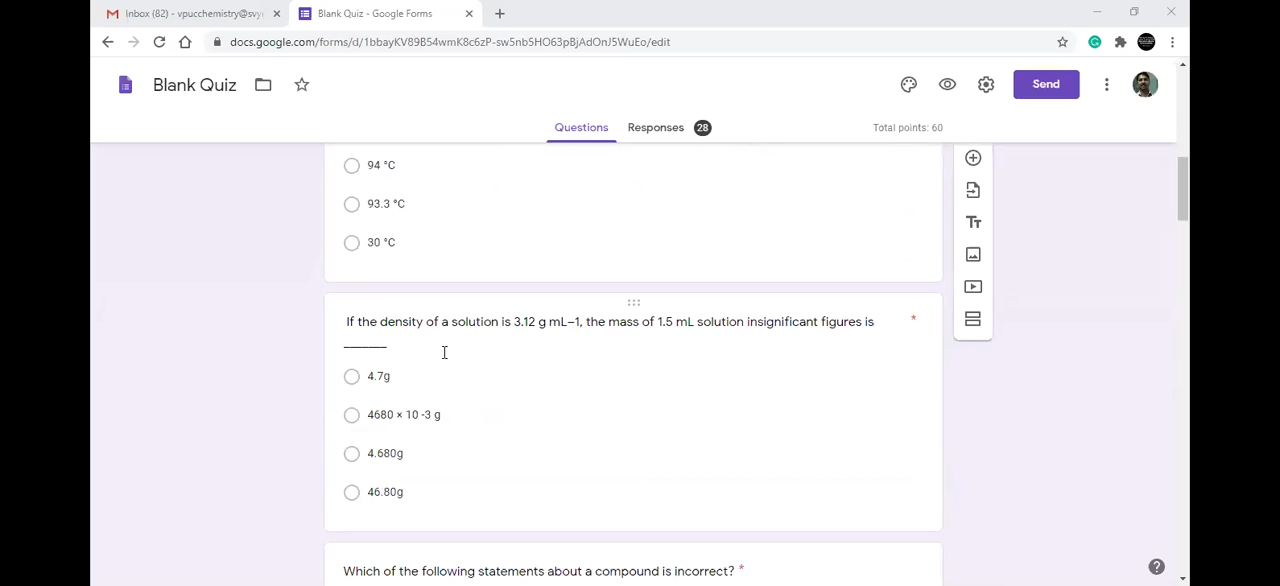 Inbox (82) - vpucchemistry@svy
Blank Quiz - Google Forms
docs.google.com/forms/d/1bbayKV89B54wmK8c6zP-sw5nb5HO63pBjAdOnJ5WuEo/edit
Blank Quiz
Send
Questions
Responses 28
Total points: 60
94 °C
93.3 °C
30 °C
If the density of a solution is 3.12 g mL–1, the mass of 1.5 mL solution insignificant figures is *
_______
4.7g
4680 × 10 -3 g
4.680g
46.80g
Which of the following statements about a compound is incorrect? *